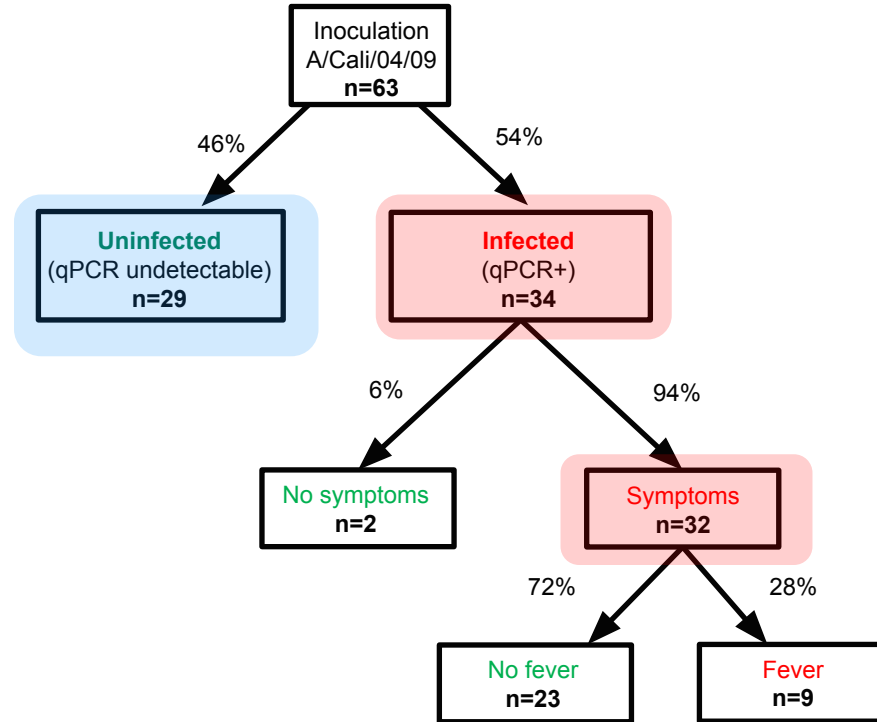 Inoculation
A/Cali/04/09
n=63
46%
54%
Uninfected
(qPCR undetectable)
n=29
Infected
(qPCR+)
n=34
6%
94%
No symptoms
n=2
Symptoms
n=32
72%
28%
No fever
n=23
Fever
n=9